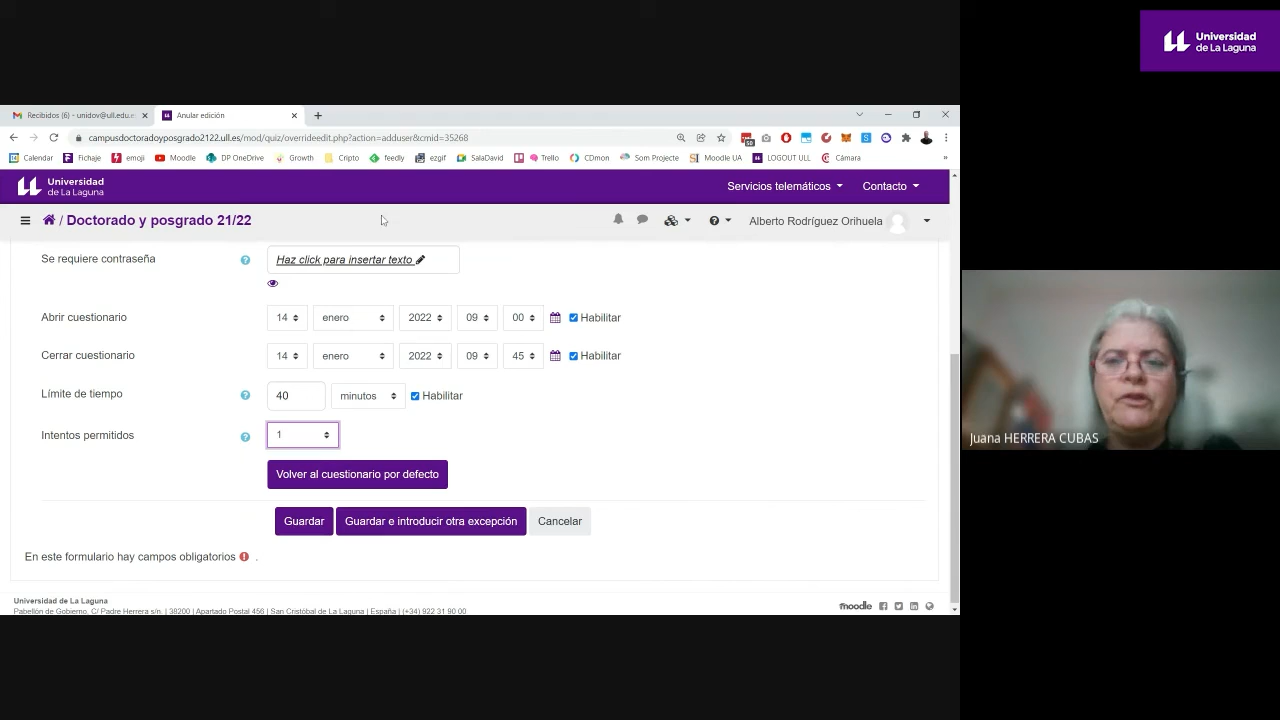 Universidad
de La Laguna
Recibidos (6) - unidov@ull.edu.e
Anular edición
campusdoctoradoyposgrado2122.ull.es/mod/quiz/overrideedit.php?action=adduser&cmid=35268
Calendar Fichaje emoji Moodle DP OneDrive Growth Cripto feedly ezgif SalaDavid Trello CDmon Som Projecte Moodle UA LOGOUT ULL Cámara »
50
Universidad
de La Laguna
Servicios telemáticos Contacto
/ Doctorado y posgrado 21/22
Alberto Rodríguez Orihuela
Se requiere contraseña
Haz click para insertar texto
Abrir cuestionario 14 enero 2022 09 00 Habilitar
Cerrar cuestionario 14 enero 2022 09 45 Habilitar
Límite de tiempo 40 minutos Habilitar
Intentos permitidos 1
Volver al cuestionario por defecto
Guardar Guardar e introducir otra excepción Cancelar
En este formulario hay campos obligatorios .
Universidad de La Laguna
Pabellón de Gobierno, C/ Padre Herrera s/n. | 38200 | Apartado Postal 456 | San Cristóbal de La Laguna | España | (+34) 922 31 90 00
moodle
Juana HERRERA CUBAS